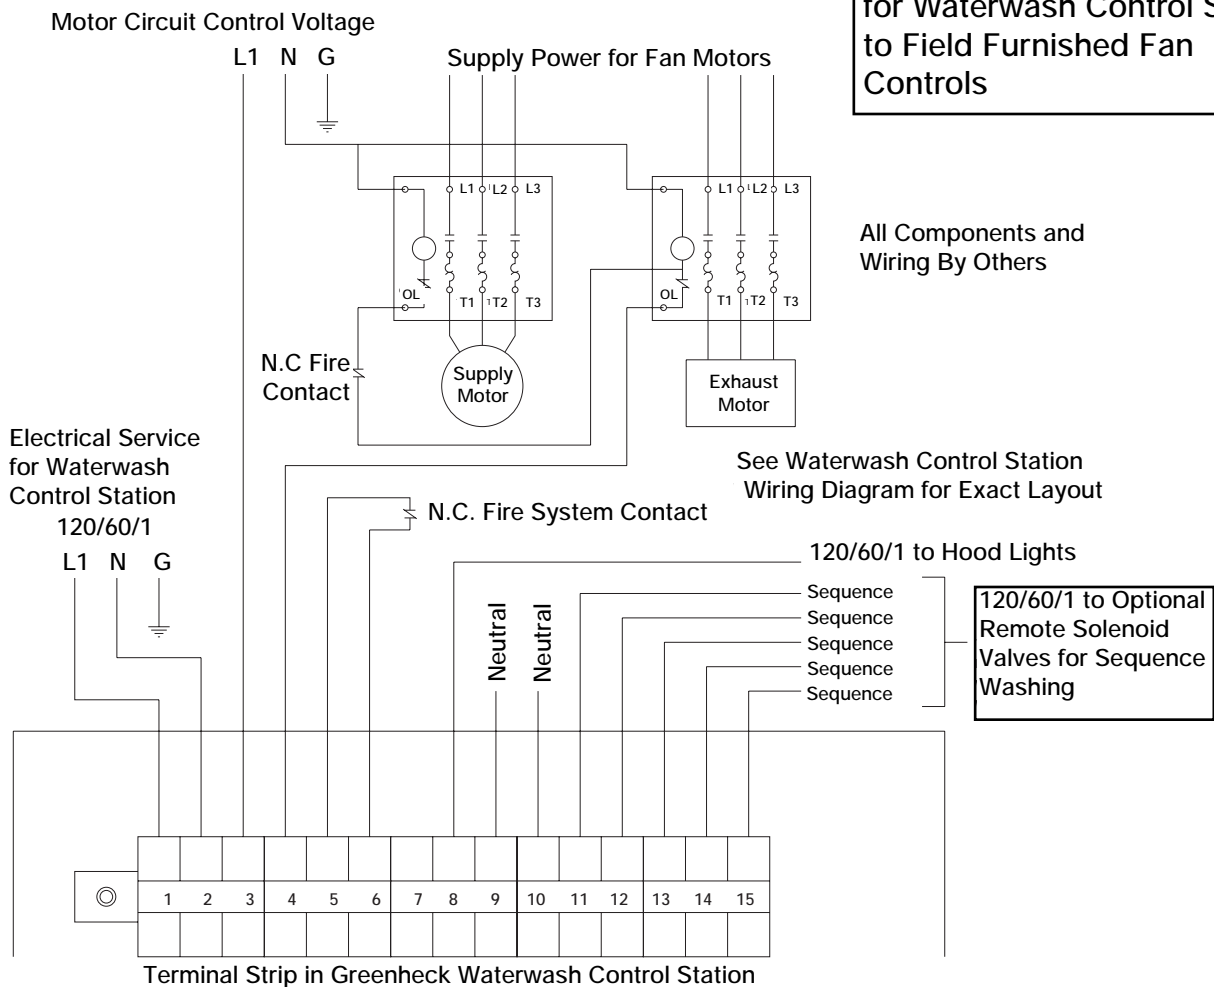 for Waterwash Control S
to Field Furnished Fan
Controls
Motor Circuit Control Voltage
L1 N G
Supply Power for Fan Motors
L1 L2 L3
L1 L2 L3
All Components and
Wiring By Others
OL
T1 T2 T3
OL
T1 T2 T3
N.C Fire
Contact
Supply
Motor
Exhaust
Motor
Electrical Service
for Waterwash
Control Station
120/60/1
L1 N G
See Waterwash Control Station
Wiring Diagram for Exact Layout
N.C. Fire System Contact
120/60/1 to Hood Lights
Neutral
Neutral
Sequence
Sequence
Sequence
Sequence
Sequence
120/60/1 to Optional
Remote Solenoid
Valves for Sequence
Washing
1 2 3 4 5 6 7 8 9 10 11 12 13 14 15
Terminal Strip in Greenheck Waterwash Control Station